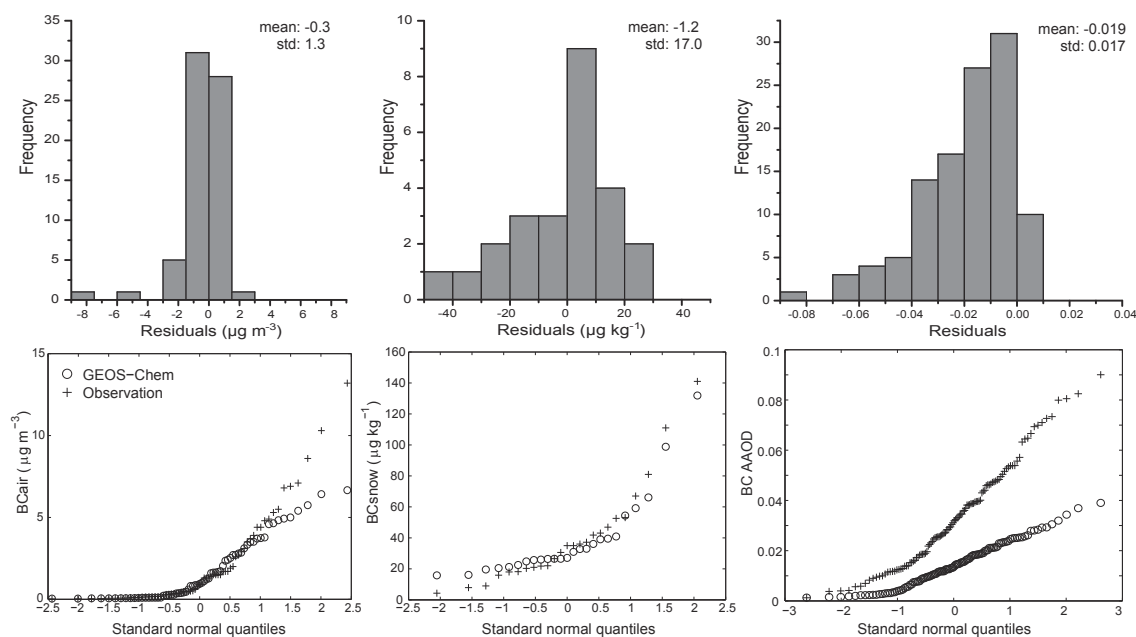 mean: -0.3
std: 1.3
Frequency
35
30
25
20
15
10
5
0
-8 -6 -4 -2 0 2 4 6 8
Residuals (µg m-3)
mean: -1.2
std: 17.0
Frequency
10
8
6
4
2
0
-40 -20 0 20 40
Residuals (µg kg-1)
mean: -0.019
std: 0.017
Frequency
30
25
20
15
10
5
0
-0.08 -0.06 -0.04 -0.02 0.00 0.02 0.04
Residuals
GEOS−Chem
Observation
BCair ( µg m−3)
15
10
5
0
−2.5 −2 −1.5 −1 −0.5 0 0.5 1 1.5 2 2.5
Standard normal quantiles
BCsnow ( µg kg−1)
160
140
120
100
80
60
40
20
0
−2.5 −2 −1.5 −1 −0.5 0 0.5 1 1.5 2 2.5
Standard normal quantiles
BC AAOD
0.1
0.08
0.06
0.04
0.02
0
−3 −2 −1 0 1 2 3
Standard normal quantiles